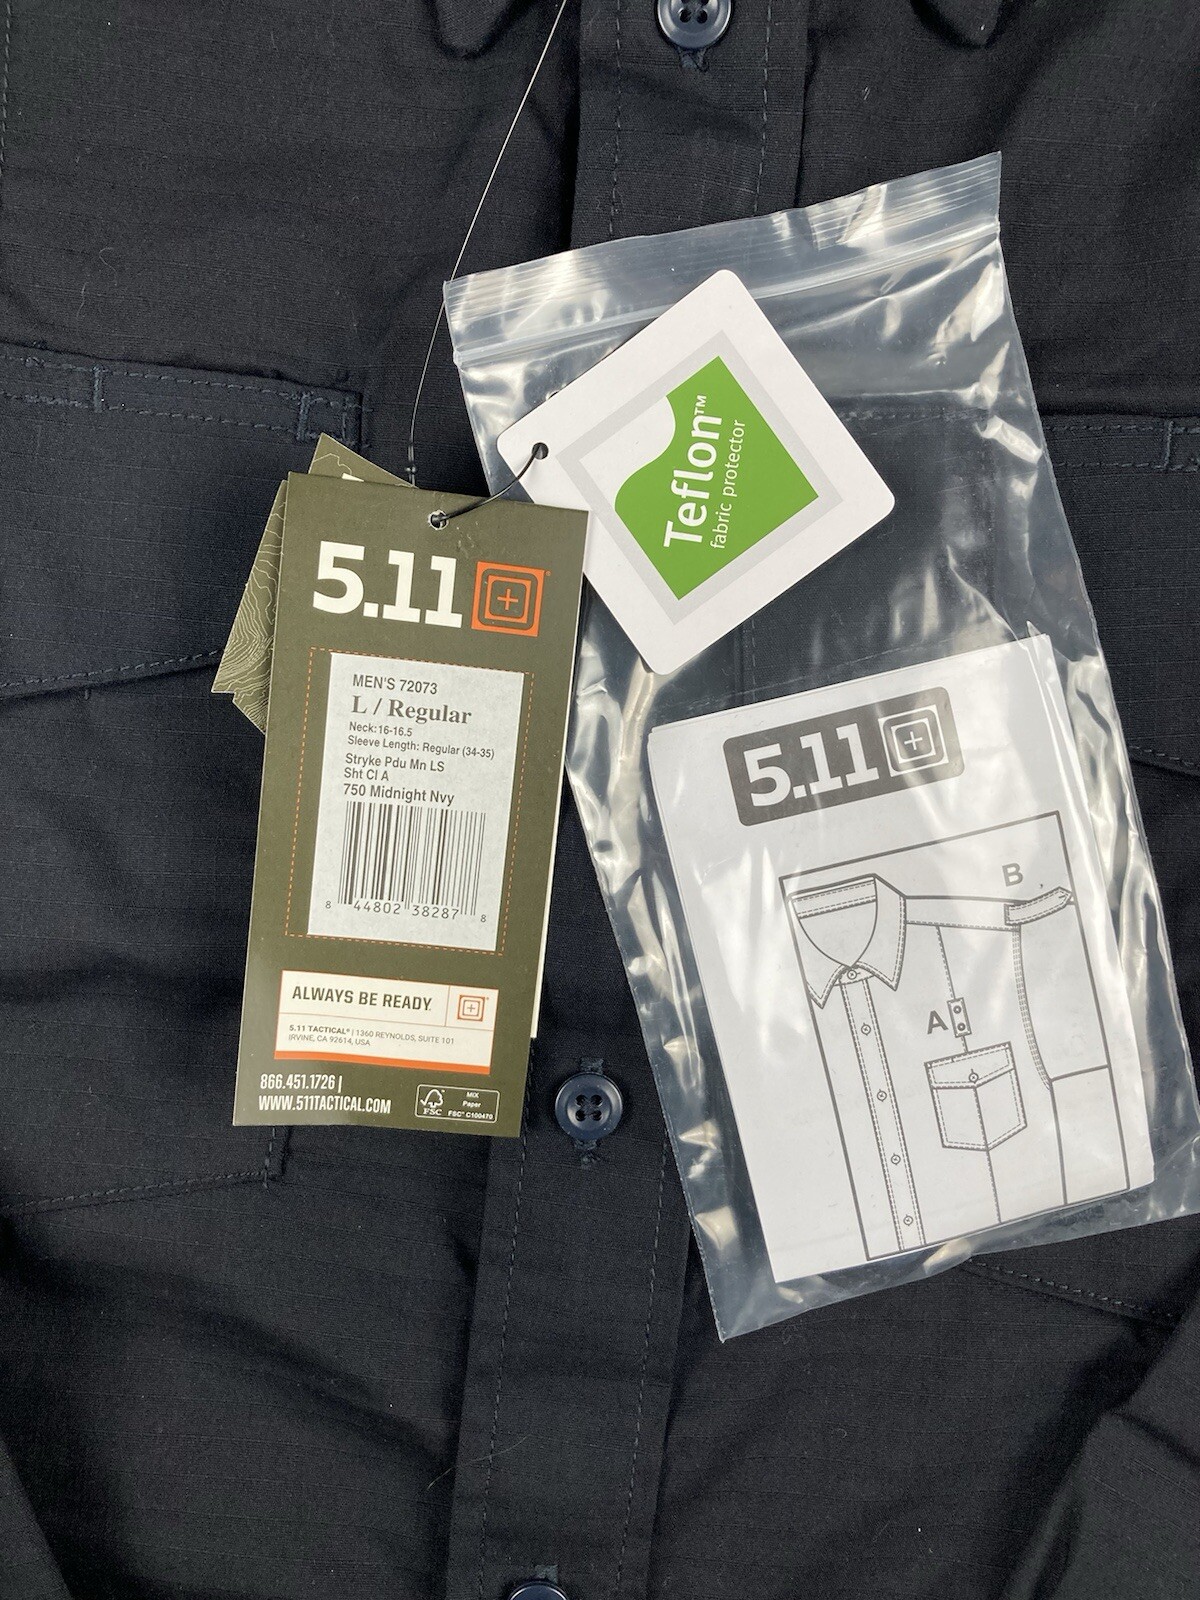 Teflon™
fabric protector
5.11
MEN'S 72073
L / Regular
Neck:16-16.5
Sleeve Length: Regular (34-35)
Stryke Pdu Mn LS
Sht Cl A
750 Midnight Nvy
8 44802 38287 8
ALWAYS BE READY.
5.11 TACTICAL® | 1360 REYNOLDS, SUITE 101
IRVINE, CA 92614, USA
866.451.1726 |
WWW.511TACTICAL.COM
FSC
MIX
Paper
FSC® C100470
5.11
B
A